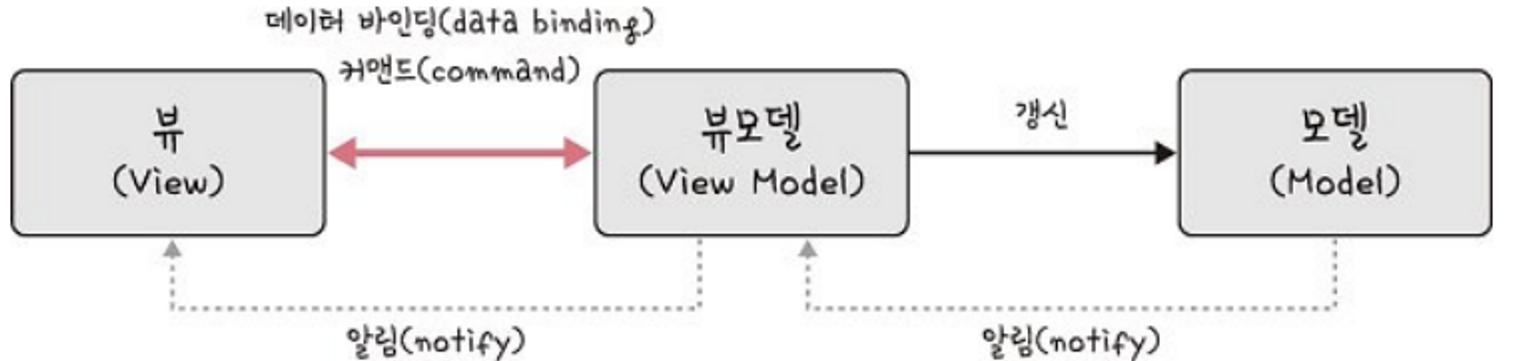 데이터 바인딩(data binding)
커맨드(command)
뷰
(View)
뷰모델
(View Model)
갱신
모델
(Model)
알림(notify)
알림(notify)